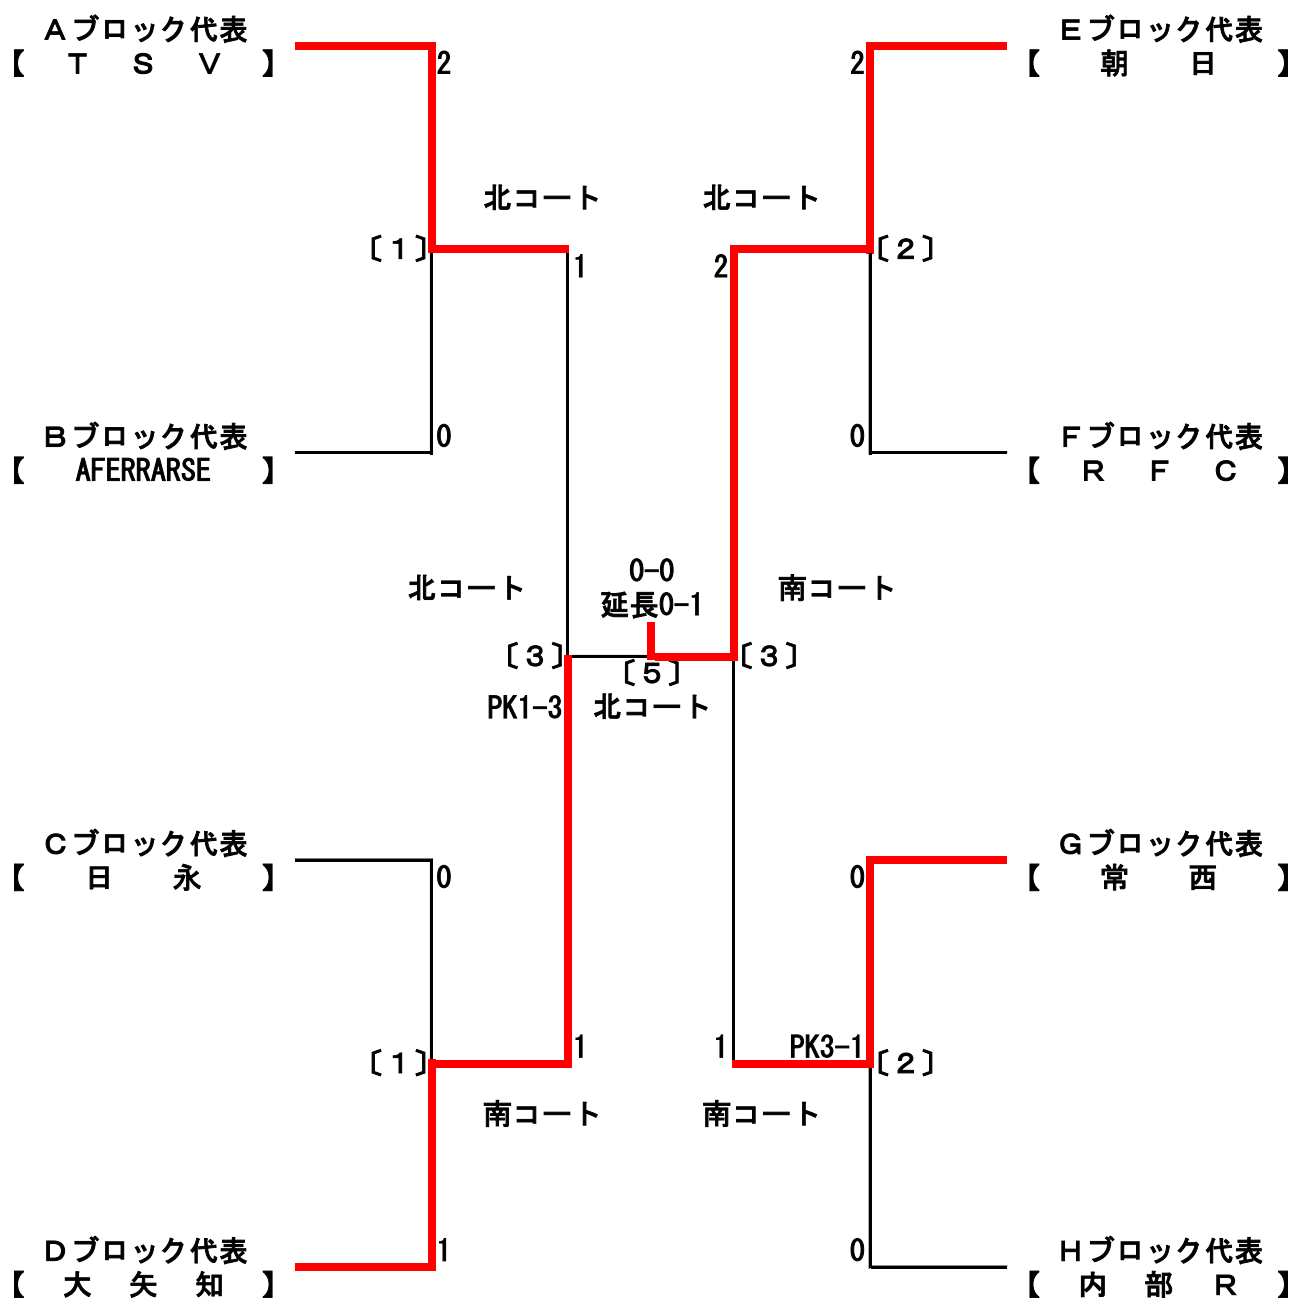 Aブロック代表
【 T S V 】
2
Eブロック代表
【 朝 日 】
2
北コート
北コート
〔1〕
1
2
〔2〕
Bブロック代表
【 AFERRARSE 】
0
Fブロック代表
【 R F C 】
0
0-0
延長0-1
北コート
南コート
〔3〕
〔5〕
〔3〕
PK1-3
北コート
Cブロック代表
【 日 永 】
0
Gブロック代表
【 常 西 】
0
〔1〕
1
1
PK3-1
〔2〕
南コート
南コート
Dブロック代表
【 大 矢 知 】
1
Hブロック代表
【 内 部 R 】
0